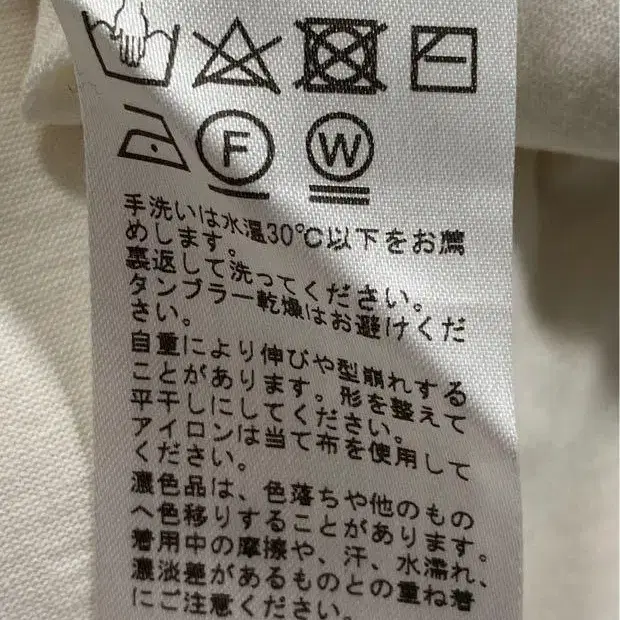 F W
手洗いは水温30℃以下をお薦
めします。
裏返して洗ってください。
タンブラー乾燥はお避けくだ
さい。
自重により伸びや型崩れする
ことがあります。形を整えて
平干しにしてください。
アイロンは当て布を使用して
ください。
濃色品は、色落ちや他のもの
へ色移りすることがあります。
着用中の摩擦や、汗、水濡れ、
濃淡差があるものとの重ね着
にご注意ください。